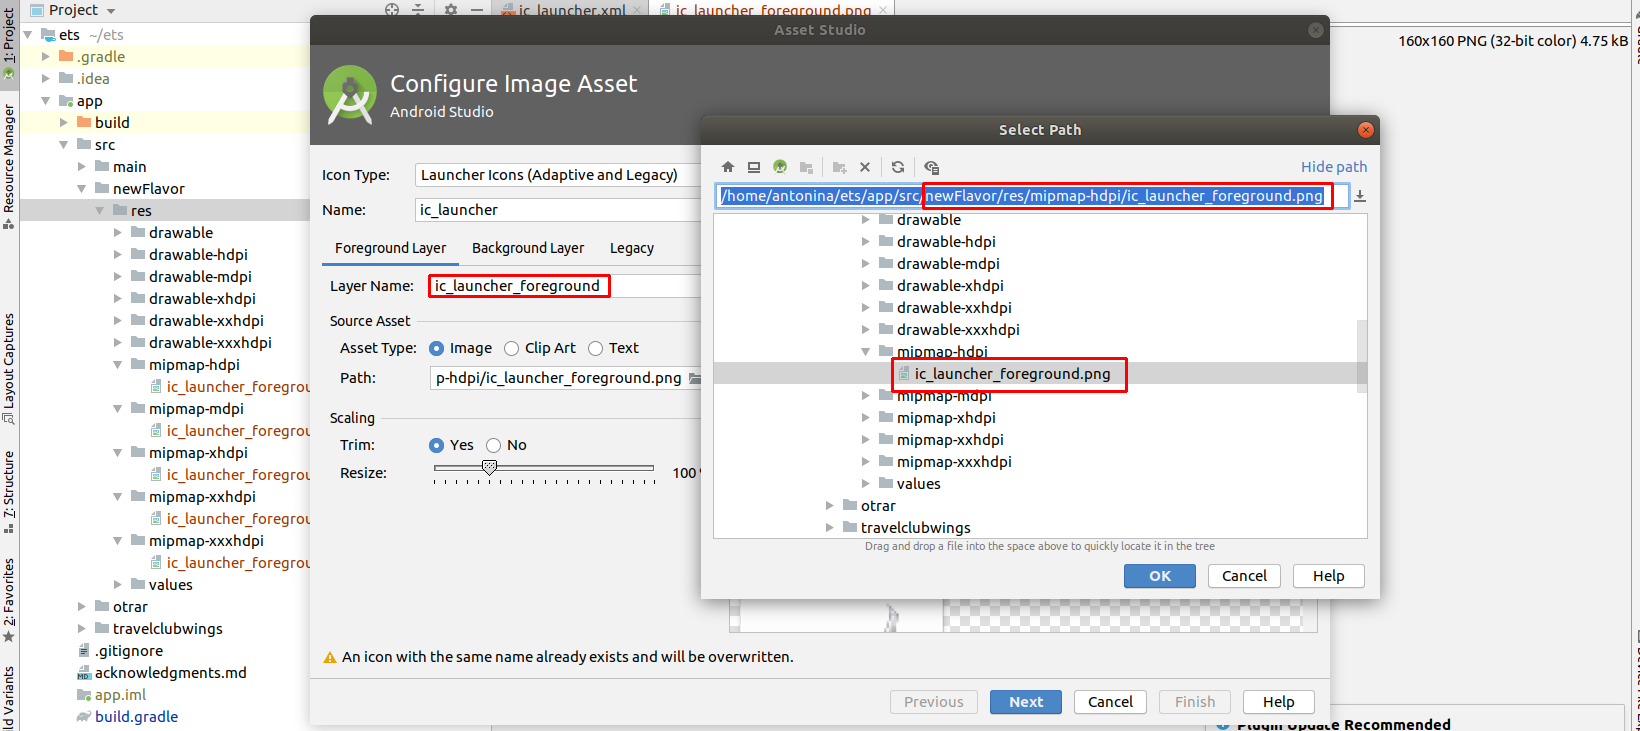 Project
ic_launcher.xml
ic_launcher_foreground.png
160x160 PNG (32-bit color) 4.75 kB
1: Project
Resource Manager
Layout Captures
7: Structure
2: Favorites
ld Variants
ets ~/ets
.gradle
.idea
app
build
src
main
newFlavor
res
drawable
drawable-hdpi
drawable-mdpi
drawable-xhdpi
drawable-xxhdpi
drawable-xxxhdpi
mipmap-hdpi
ic_launcher_foregrou
mipmap-mdpi
ic_launcher_foregrou
mipmap-xhdpi
ic_launcher_foregrou
mipmap-xxhdpi
ic_launcher_foregrou
mipmap-xxxhdpi
ic_launcher_foregrou
values
otrar
travelclubwings
.gitignore
MD acknowledgments.md
app.iml
build.gradle
Asset Studio
Configure Image Asset
Android Studio
Icon Type: Launcher Icons (Adaptive and Legacy)
Name: ic_launcher
Foreground Layer Background Layer Legacy
Layer Name: ic_launcher_foreground
Source Asset
Asset Type: Image Clip Art Text
Path: p-hdpi/ic_launcher_foreground.png
Scaling
Trim: Yes No
Resize: 100
An icon with the same name already exists and will be overwritten.
Previous Next Cancel Finish Help
Select Path
Hide path
/home/antonina/ets/app/src/newFlavor/res/mipmap-hdpi/ic_launcher_foreground.png
drawable
drawable-hdpi
drawable-mdpi
drawable-xhdpi
drawable-xxhdpi
drawable-xxxhdpi
mipmap-hdpi
ic_launcher_foreground.png
mipmap-mdpi
mipmap-xhdpi
mipmap-xxhdpi
mipmap-xxxhdpi
values
otrar
travelclubwings
Drag and drop a file into the space above to quickly locate it in the tree
OK Cancel Help
Plugin Update Recommended